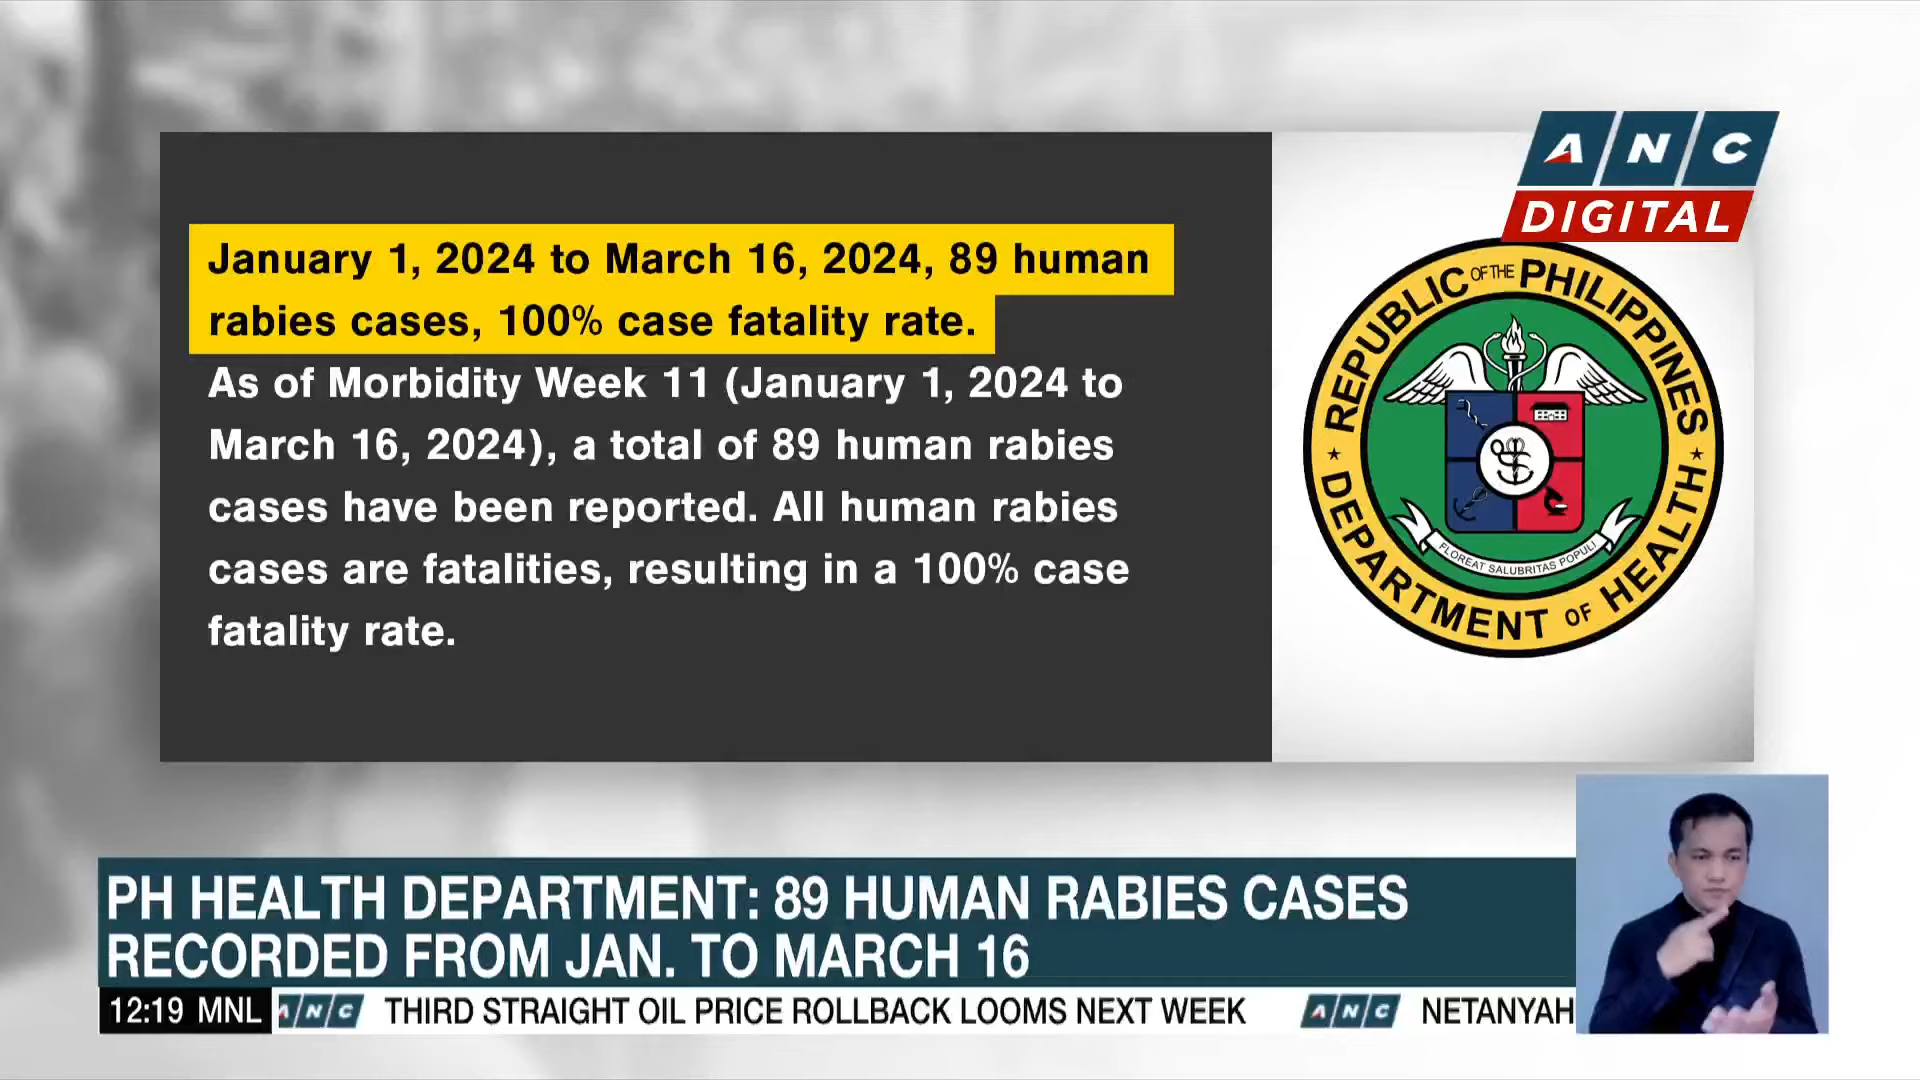 ANC
DIGITAL
January 1, 2024 to March 16, 2024, 89 human
rabies cases, 100% case fatality rate.
As of Morbidity Week 11 (January 1, 2024 to
March 16, 2024), a total of 89 human rabies
cases have been reported. All human rabies
cases are fatalities, resulting in a 100% case
fatality rate.
REPUBLIC OF THE PHILIPPINES
FLOREAT SALUBRITAS POPULI
DEPARTMENT OF HEALTH
PH HEALTH DEPARTMENT: 89 HUMAN RABIES CASES
RECORDED FROM JAN. TO MARCH 16
12:19 MNL ANC THIRD STRAIGHT OIL PRICE ROLLBACK LOOMS NEXT WEEK ANC NETANYAH